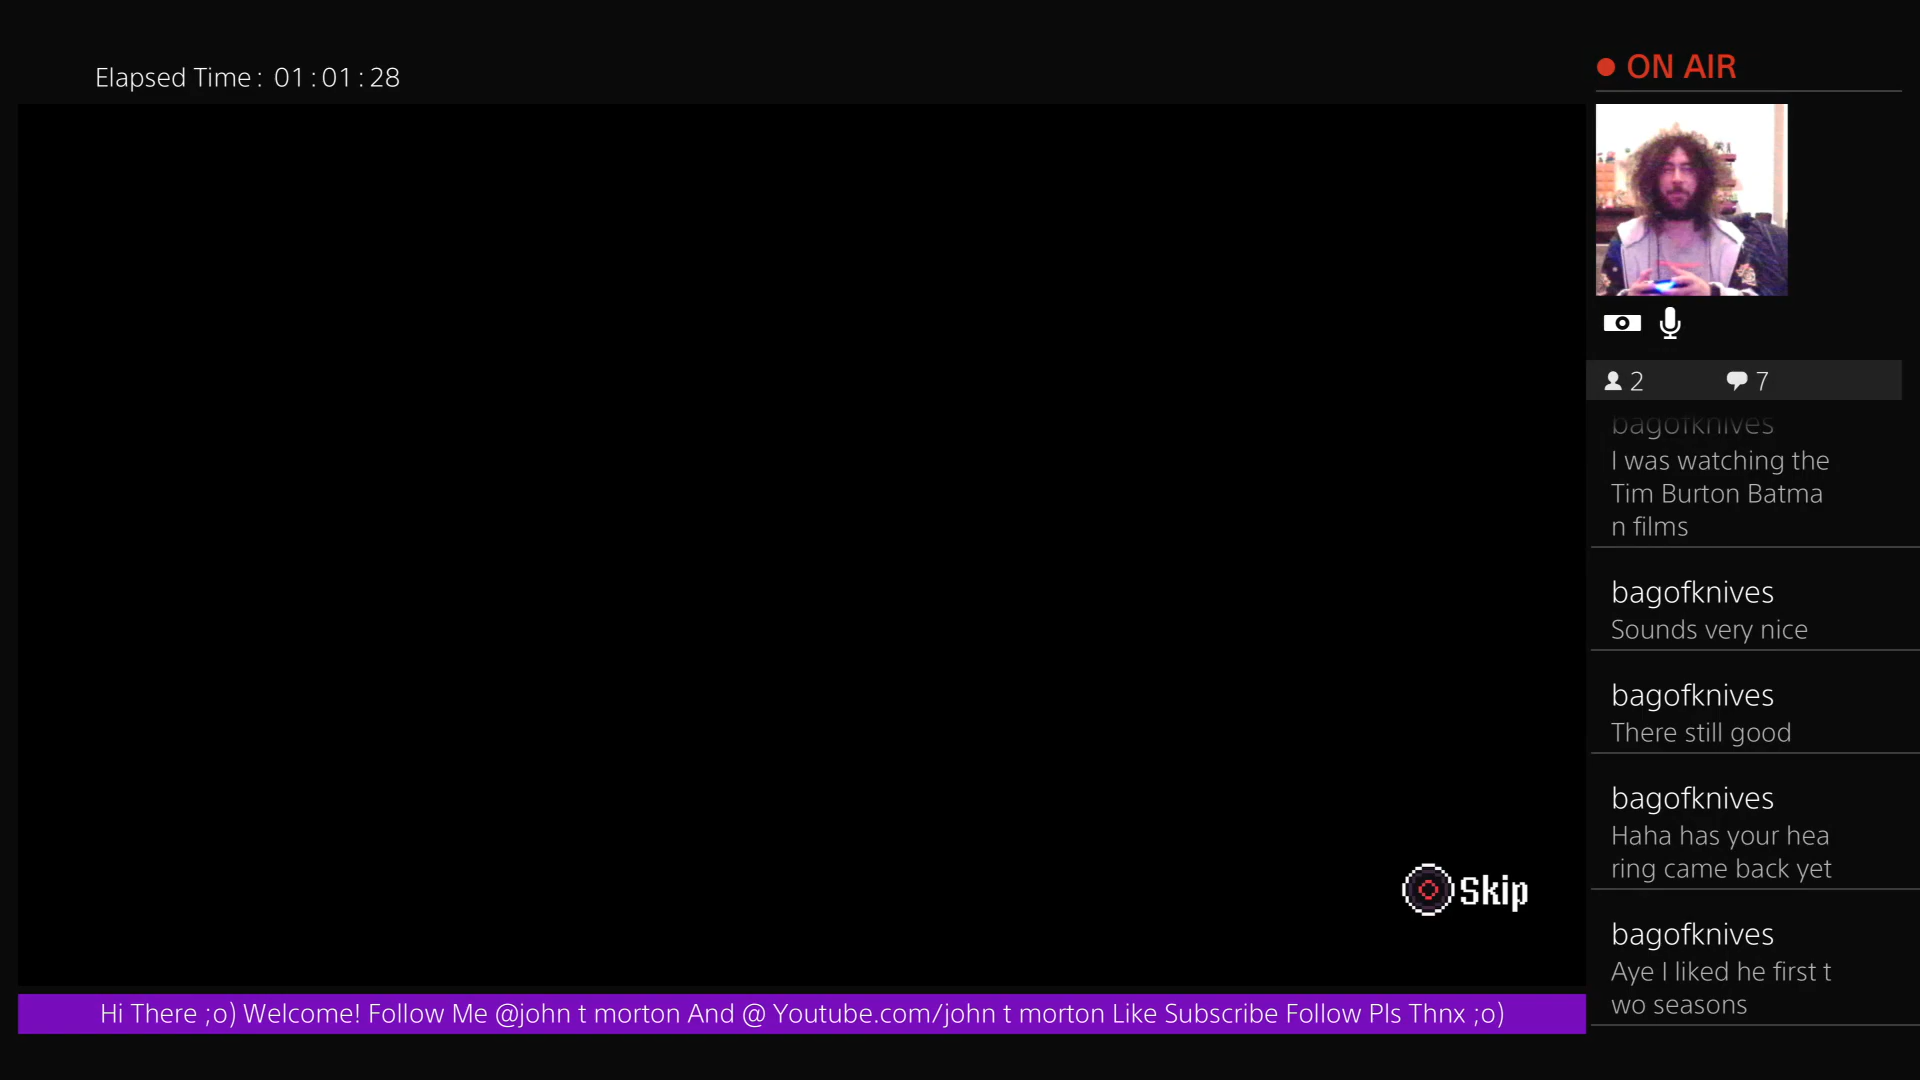 Elapsed Time: 01:01:28
ON AIR
2 7
bagofknives
I was watching the
Tim Burton Batma
n films
bagofknives
Sounds very nice
bagofknives
There still good
bagofknives
Haha has your hea
ring came back yet
bagofknives
Aye I liked he first t
wo seasons
Skip
Hi There ;o) Welcome! Follow Me @john t morton And @ Youtube.com/john t morton Like Subscribe Follow Pls Thnx ;o)